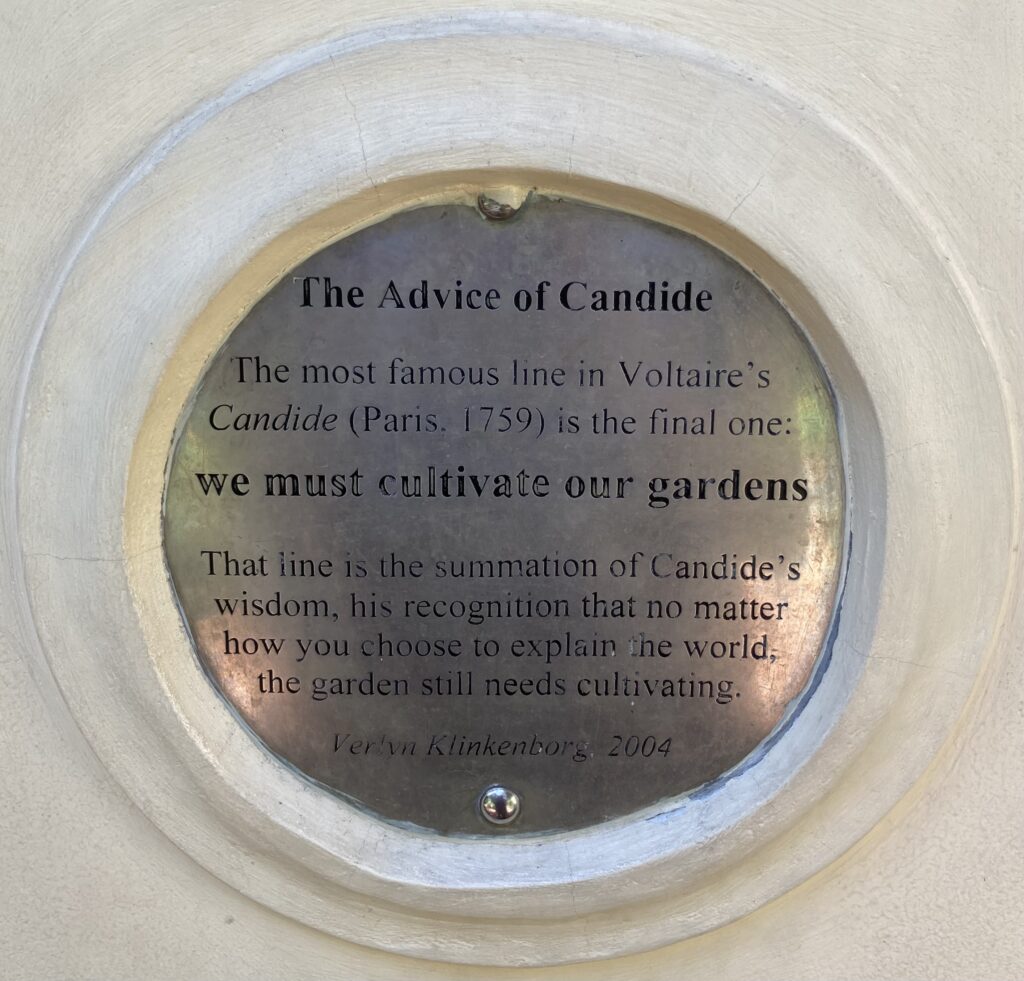 The Advice of Candide
The most famous line in Voltaire's
Candide (Paris, 1759) is the final one:
we must cultivate our gardens
That line is the summation of Candide's
wisdom, his recognition that no matter
how you choose to explain the world,
the garden still needs cultivating.
Verlyn Klinkenborg, 2004